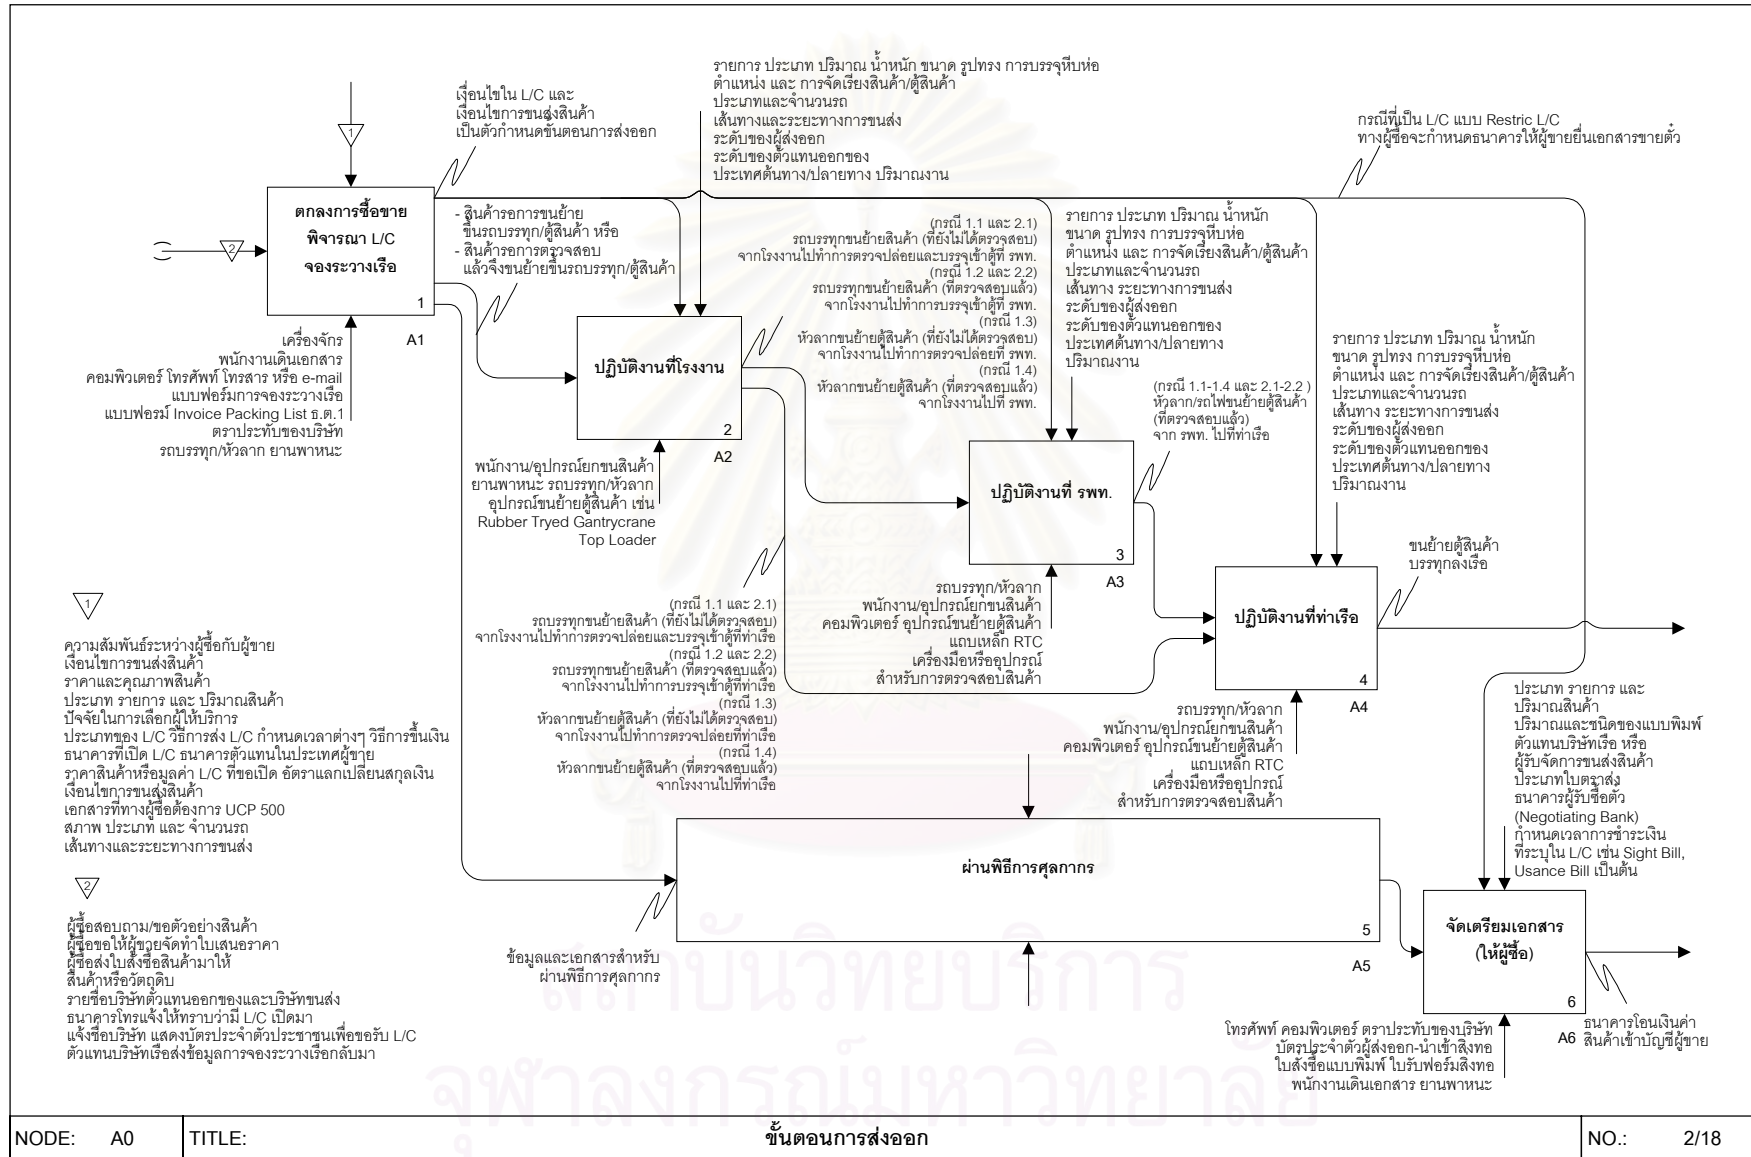 รายการ ประเภท ปริมาณ น้ำหนัก ขนาด รูปทรง การบรรจุหีบห่อ
ตำแหน่ง และ การจัดเรียงสินค้า/ตู้สินค้า
ประเภทและจำนวนรถ
เส้นทางและระยะทางการขนส่ง
ระดับของผู้ส่งออก
ระดับของตัวแทนออกของ
ประเทศต้นทาง/ปลายทาง ปริมาณงาน
เงื่อนไขใน L/C และ
เงื่อนไขการขนส่งสินค้า
เป็นตัวกำหนดขั้นตอนการส่งออก
กรณีที่เป็น L/C แบบ Restric L/C
ทางผู้ซื้อจะกำหนดธนาคารให้ผู้ขายยื่นเอกสารขายตั๋ว
1
2
ตกลงการซื้อขาย
พิจารณา L/C
จองระวางเรือ
1
A1
- สินค้ารอการขนย้าย
ขึ้นรถบรรทุก/ตู้สินค้า หรือ
- สินค้ารอการตรวจสอบ
แล้วจึงขนย้ายขึ้นรถบรรทุก/ตู้สินค้า
เครื่องจักร
พนักงานเดินเอกสาร
คอมพิวเตอร์ โทรศัพท์ โทรสาร หรือ e-mail
แบบฟอร์มการจองระวางเรือ
แบบฟอรม์ Invoice Packing List ธ.ต.1
ตราประทับของบริษัท
รถบรรทุก/หัวลาก ยานพาหนะ
ปฏิบัติงานที่โรงงาน
2
A2
พนักงาน/อุปกรณ์ยกขนสินค้า
ยานพาหนะ รถบรรทุก/หัวลาก
อุปกรณ์ขนย้ายตู้สินค้า เช่น
Rubber Tryed Gantrycrane
Top Loader
(กรณี 1.1 และ 2.1)
รถบรรทุกขนย้ายสินค้า (ที่ยังไม่ได้ตรวจสอบ)
จากโรงงานไปทำการตรวจปล่อยและบรรจุเข้าตู้ที่ รพท.
(กรณี 1.2 และ 2.2)
รถบรรทุกขนย้ายสินค้า (ที่ตรวจสอบแล้ว)
จากโรงงานไปทำการบรรจุเข้าตู้ที่ รพท.
(กรณี 1.3)
หัวลากขนย้ายตู้สินค้า (ที่ยังไม่ได้ตรวจสอบ)
จากโรงงานไปทำการตรวจปล่อยที่ รพท.
(กรณี 1.4)
หัวลากขนย้ายตู้สินค้า (ที่ตรวจสอบแล้ว)
จากโรงงานไปที่ รพท.
รายการ ประเภท ปริมาณ น้ำหนัก
ขนาด รูปทรง การบรรจุหีบห่อ
ตำแหน่ง และ การจัดเรียงสินค้า/ตู้สินค้า
ประเภทและจำนวนรถ
เส้นทาง ระยะทางการขนส่ง
ระดับของผู้ส่งออก
ระดับของตัวแทนออกของ
ประเทศต้นทาง/ปลายทาง
ปริมาณงาน
(กรณี 1.1-1.4 และ 2.1-2.2 )
หัวลาก/รถไฟขนย้ายตู้สินค้า
(ที่ตรวจสอบแล้ว)
จาก รพท. ไปที่ท่าเรือ
รายการ ประเภท ปริมาณ น้ำหนัก
ขนาด รูปทรง การบรรจุหีบห่อ
ตำแหน่ง และ การจัดเรียงสินค้า/ตู้สินค้า
ประเภทและจำนวนรถ
เส้นทาง ระยะทางการขนส่ง
ระดับของผู้ส่งออก
ระดับของตัวแทนออกของ
ประเทศต้นทาง/ปลายทาง
ปริมาณงาน
ปฏิบัติงานที่ รพท.
3
A3
รถบรรทุก/หัวลาก
พนักงาน/อุปกรณ์ยกขนสินค้า
คอมพิวเตอร์ อุปกรณ์ขนย้ายตู้สินค้า
แถบเหล็ก RTC
เครื่องมือหรืออุปกรณ์
สำหรับการตรวจสอบสินค้า
ขนย้ายตู้สินค้า
บรรทุกลงเรือ
ปฏิบัติงานที่ท่าเรือ
4
A4
(กรณี 1.1 และ 2.1)
รถบรรทุกขนย้ายสินค้า (ที่ยังไม่ได้ตรวจสอบ)
จากโรงงานไปทำการตรวจปล่อยและบรรจุเข้าตู้ที่ท่าเรือ
(กรณี 1.2 และ 2.2)
รถบรรทุกขนย้ายสินค้า (ที่ตรวจสอบแล้ว)
จากโรงงานไปทำการบรรจุเข้าตู้ที่ท่าเรือ
(กรณี 1.3)
หัวลากขนย้ายตู้สินค้า (ที่ยังไม่ได้ตรวจสอบ)
จากโรงงานไปทำการตรวจปล่อยที่ท่าเรือ
(กรณี 1.4)
หัวลากขนย้ายตู้สินค้า (ที่ตรวจสอบแล้ว)
จากโรงงานไปที่ท่าเรือ
รถบรรทุก/หัวลาก
พนักงาน/อุปกรณ์ยกขนสินค้า
คอมพิวเตอร์ อุปกรณ์ขนย้ายตู้สินค้า
แถบเหล็ก RTC
เครื่องมือหรืออุปกรณ์
สำหรับการตรวจสอบสินค้า
ประเภท รายการ และ
ปริมาณสินค้า
ปริมาณและชนิดของแบบพิมพ์
ตัวแทนบริษัทเรือ หรือ
ผู้รับจัดการขนส่งสินค้า
ประเภทใบตราส่ง
ธนาคารผู้รับซื้อตั๋ว
(Negotiating Bank)
กำหนดเวลาการชำระเงิน
ที่ระบุใน L/C เช่น Sight Bill,
Usance Bill เป็นต้น
1
ความสัมพันธ์ระหว่างผู้ซื้อกับผู้ขาย
เงื่อนไขการขนส่งสินค้า
ราคาและคุณภาพสินค้า
ประเภท รายการ และ ปริมาณสินค้า
ปัจจัยในการเลือกผู้ให้บริการ
ประเภทของ L/C วิธีการส่ง L/C กำหนดเวลาต่างๆ วิธีการขึ้นเงิน
ธนาคารที่เปิด L/C ธนาคารตัวแทนในประเทศผู้ขาย
ราคาสินค้าหรือมูลค่า L/C ที่ขอเปิด อัตราแลกเปลี่ยนสกุลเงิน
เงื่อนไขการขนส่งสินค้า
เอกสารที่ทางผู้ซื้อต้องการ UCP 500
สภาพ ประเภท และ จำนวนรถ
เส้นทางและระยะทางการขนส่ง
2
ผู้ซื้อสอบถาม/ขอตัวอย่างสินค้า
ผู้ซื้อขอให้ผู้ขายจัดทำใบเสนอราคา
ผู้ซื้อส่งใบสั่งซื้อสินค้ามาให้
สินค้าหรือวัตถุดิบ
รายชื่อบริษัทตัวแทนออกของและบริษัทขนส่ง
ธนาคารโทรแจ้งให้ทราบว่ามี L/C เปิดมา
แจ้งชื่อบริษัท แสดงบัตรประจำตัวประชาชนเพื่อขอรับ L/C
ตัวแทนบริษัทเรือส่งข้อมูลการจองระวางเรือกลับมา
ผ่านพิธีการศุลกากร
5
A5
ข้อมูลและเอกสารสำหรับ
ผ่านพิธีการศุลกากร
จัดเตรียมเอกสาร
(ให้ผู้ซื้อ)
6
A6
ธนาคารโอนเงินค่า
สินค้าเข้าบัญชีผู้ขาย
โทรศัพท์ คอมพิวเตอร์ ตราประทับของบริษัท
บัตรประจำตัวผู้ส่งออก-นำเข้าสิ่งทอ
ใบสั่งซื้อแบบพิมพ์ ใบรับฟอร์มสิ่งทอ
พนักงานเดินเอกสาร ยานพาหนะ
สถาบันวิทยบริการ
จุฬาลงกรณ์มหาวิทยาลัย
NODE: A0 TITLE: ขั้นตอนการส่งออก NO.: 2/18